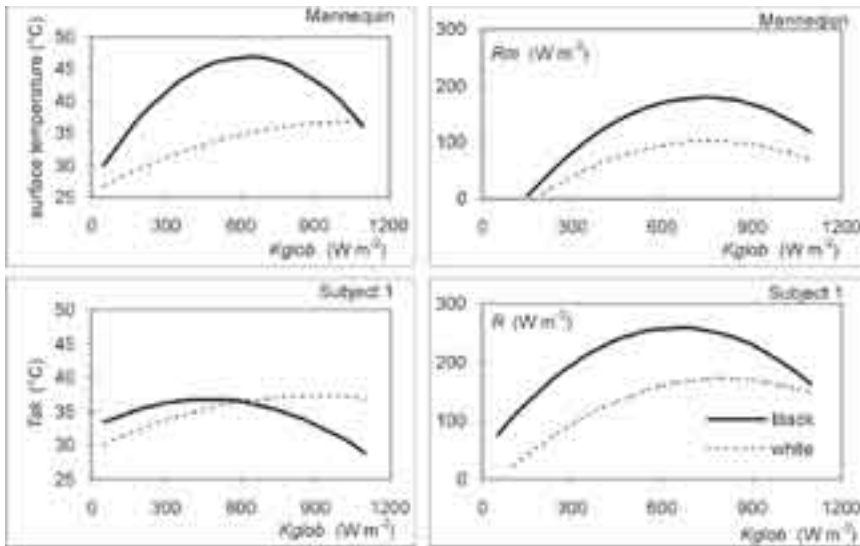 Mannequin
surface temperature (°C)
50
45
40
35
30
25
0 300 600 900 1200
Kglob (W m⁻²)
Mannequin
300
Rm (W m⁻²)
200
100
0
0 300 600 900 1200
Kglob (W m⁻²)
Subject 1
50
45
40
35
30
25
(°C)
0 300 600 900 1200
Kglob (W m⁻²)
Subject 1
300
R (W m⁻²)
200
100
0
black
white
0 300 600 900 1200
Kglob (W m⁻²)